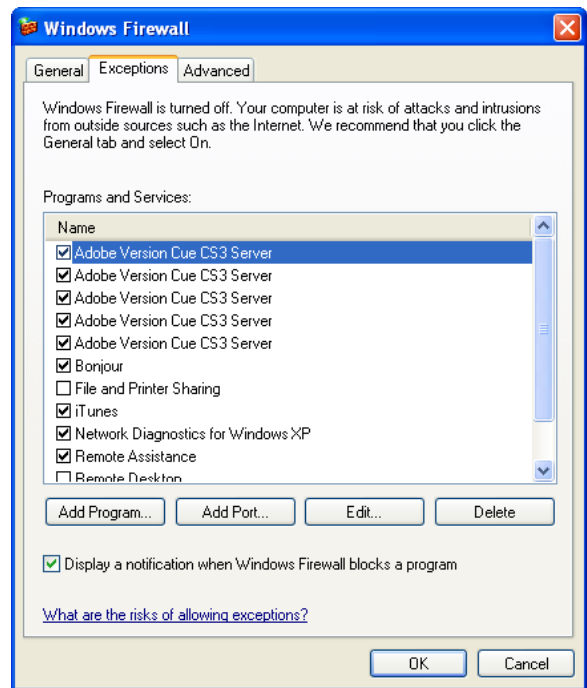 Windows Firewall
General Exceptions Advanced
Windows Firewall is turned off. Your computer is at risk of attacks and intrusions
from outside sources such as the Internet. We recommend that you click the
General tab and select On.
Programs and Services:
Name
Adobe Version Cue CS3 Server
Adobe Version Cue CS3 Server
Adobe Version Cue CS3 Server
Adobe Version Cue CS3 Server
Adobe Version Cue CS3 Server
Bonjour
File and Printer Sharing
iTunes
Network Diagnostics for Windows XP
Remote Assistance
Remote Desktop
Add Program... Add Port... Edit... Delete
Display a notification when Windows Firewall blocks a program
What are the risks of allowing exceptions?
OK Cancel